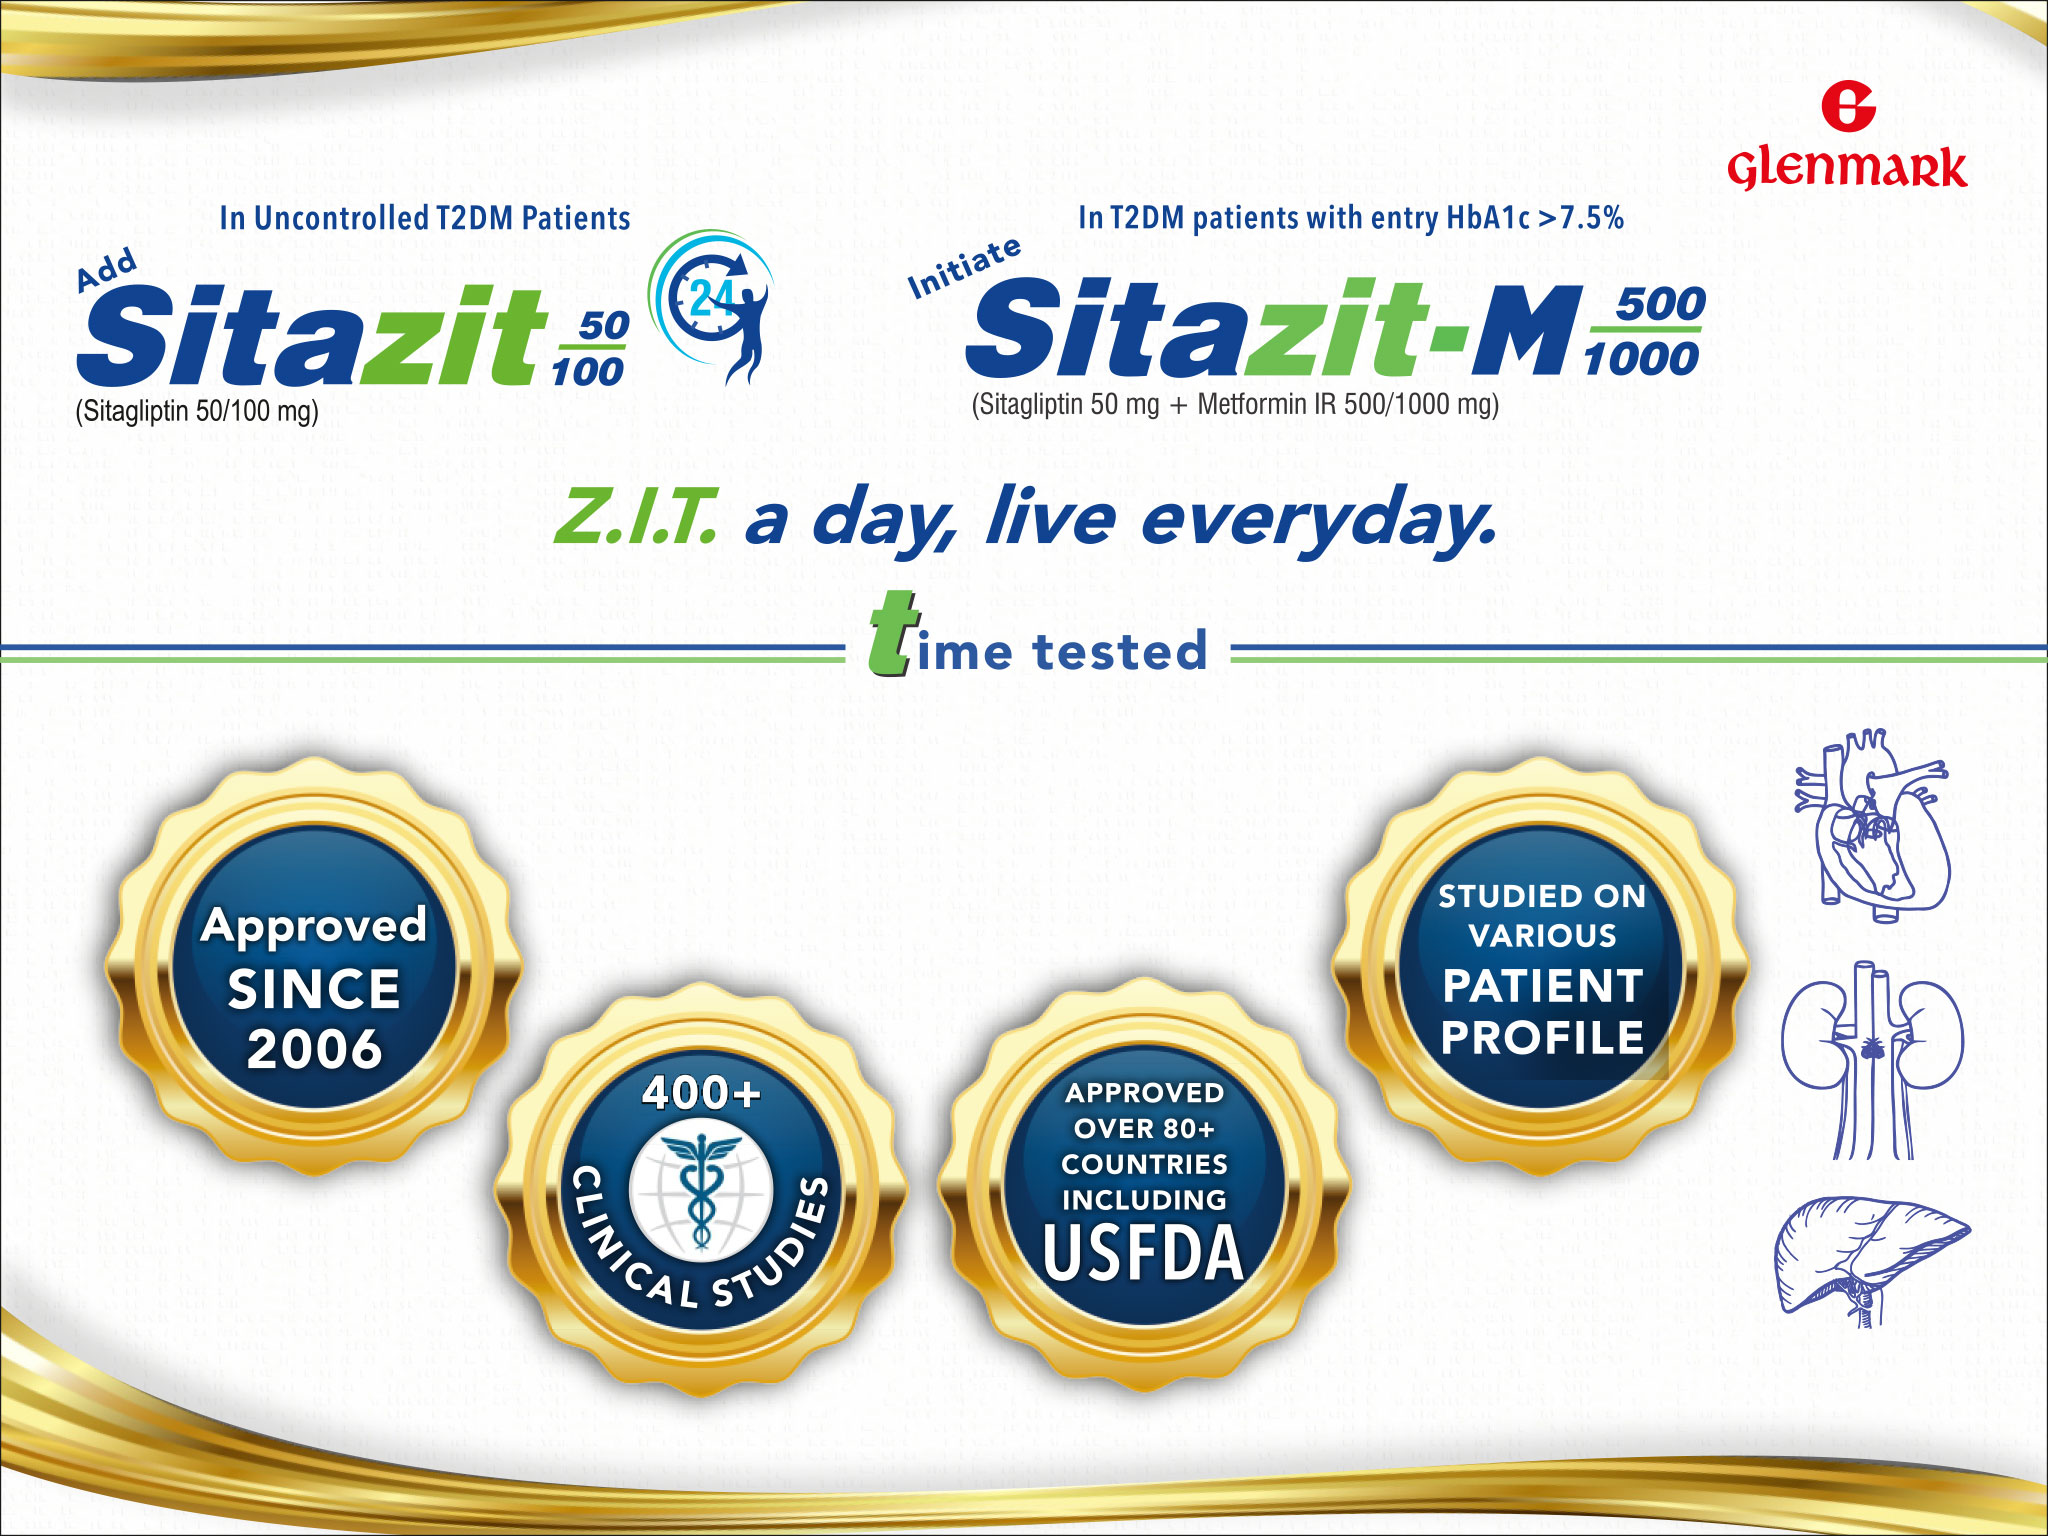 Glenmark
In Uncontrolled T2DM Patients
Add
Sitazit 50
100
24
(Sitagliptin 50/100 mg)
In T2DM patients with entry HbA1c >7.5%
Initiate
Sitazit-M 500
1000
(Sitagliptin 50 mg + Metformin IR 500/1000 mg)
Z.I.T. a day, live everyday.
time tested
Approved
SINCE
2006
400+
CLINICAL STUDIES
APPROVED
OVER 80+
COUNTRIES
INCLUDING
USFDA
STUDIED ON
VARIOUS
PATIENT
PROFILE